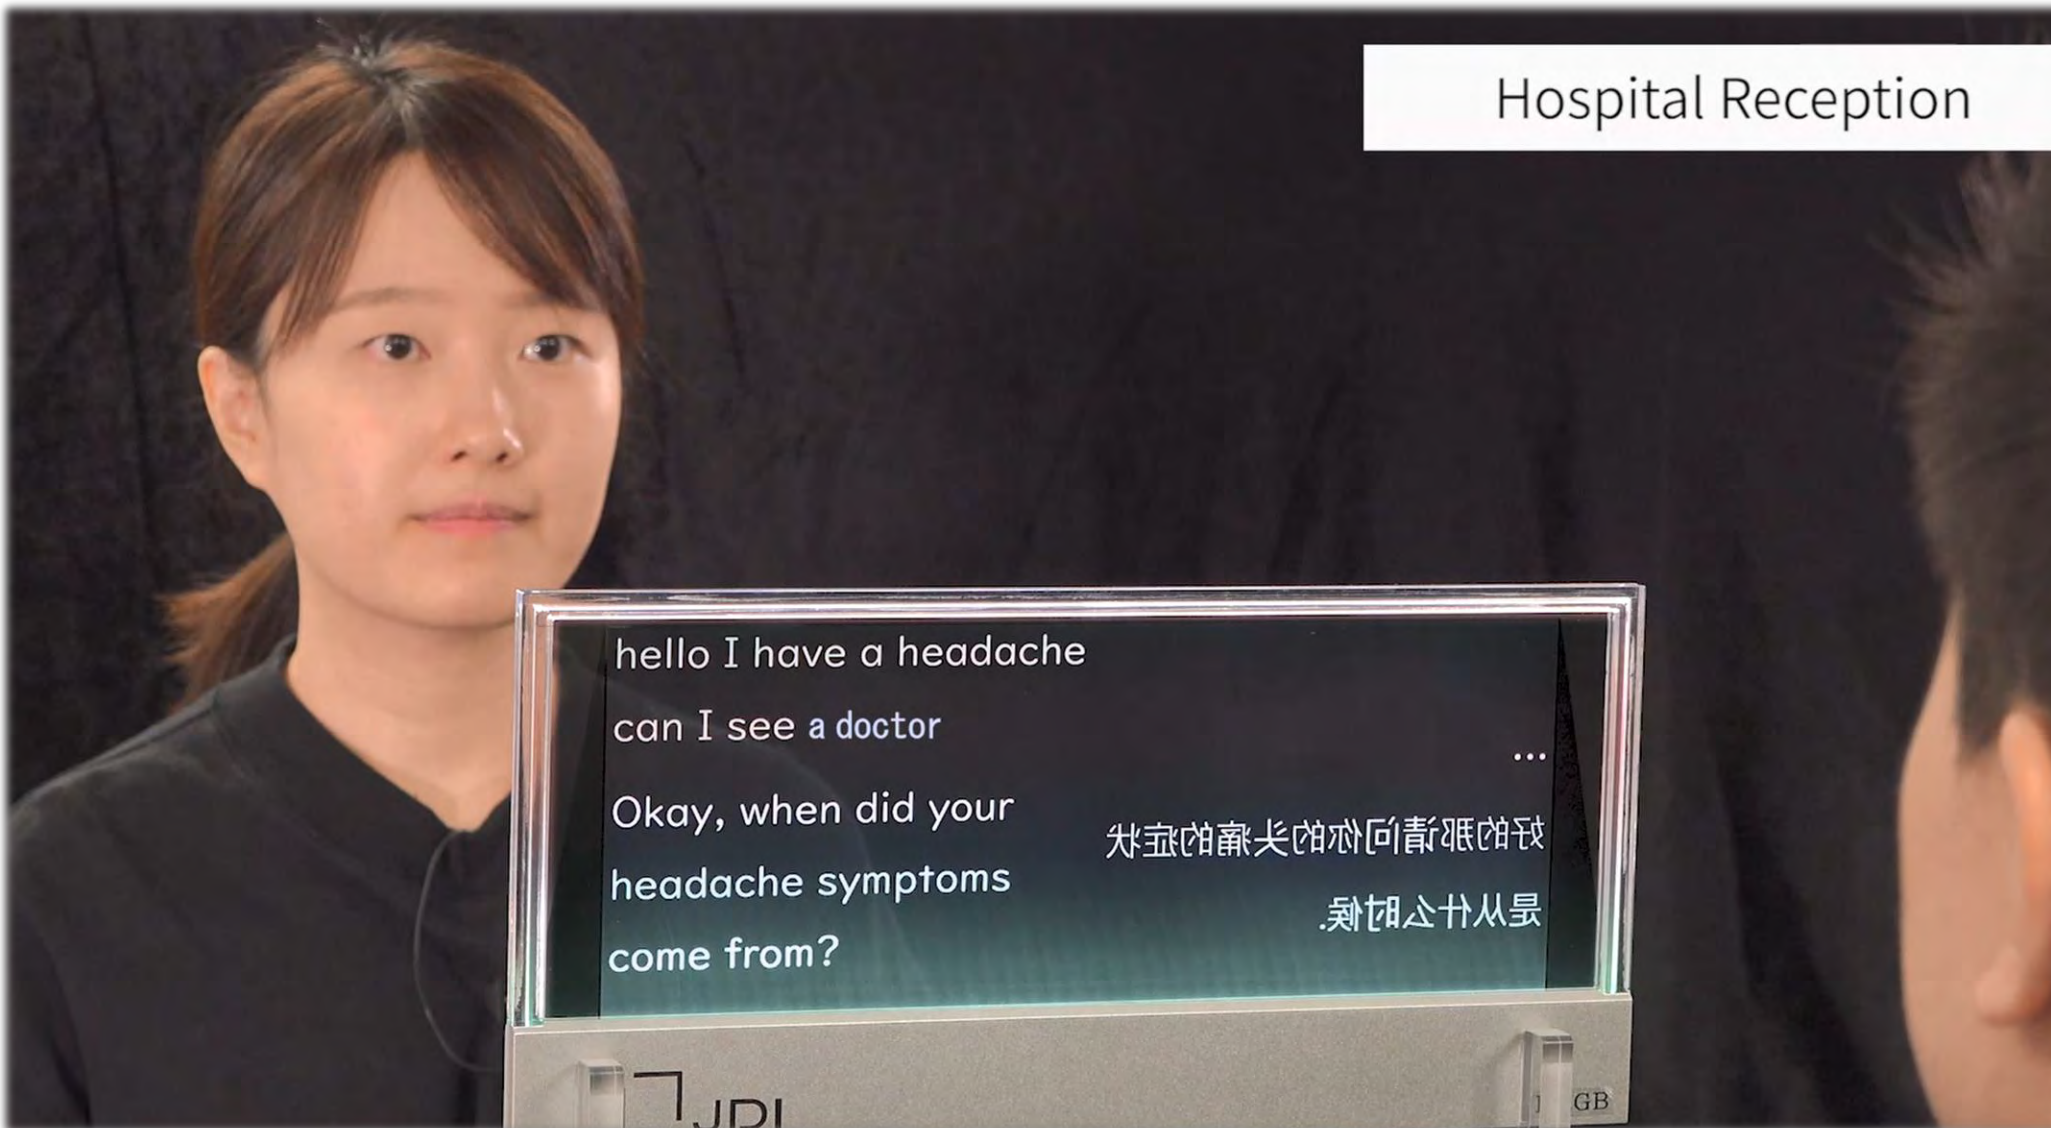 Hospital Reception
hello I have a headache
can I see a doctor
...
Okay, when did your
headache symptoms
come from?
好的那请问你的头痛的症状
是从什么时候.
JDI
GB